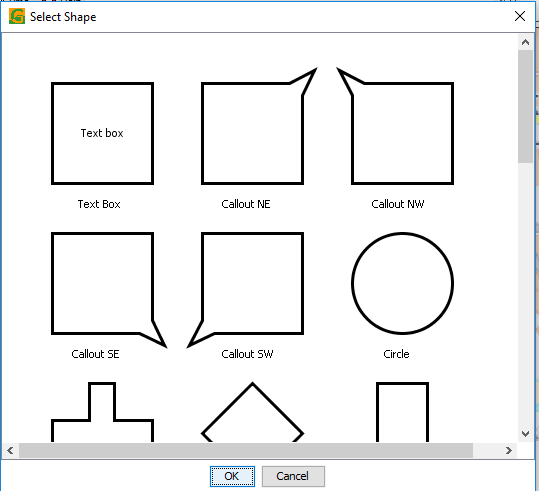 Select Shape
Text box
Text Box
Callout NE
Callout NW
Callout SE
Callout SW
Circle
OK
Cancel